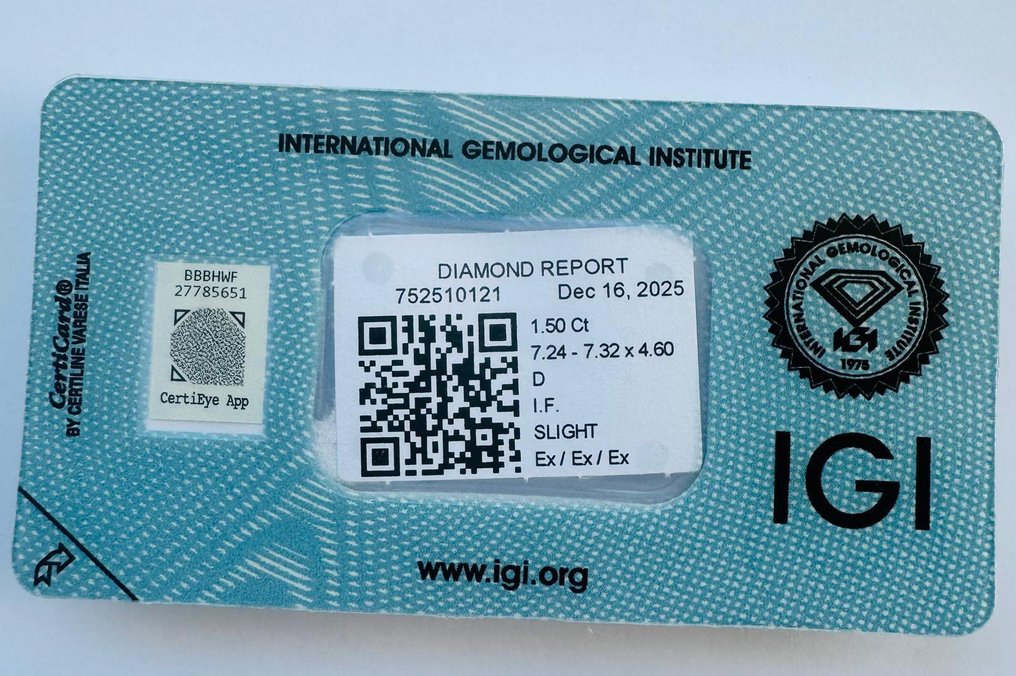 INTERNATIONAL GEMOLOGICAL INSTITUTE
CertiCard®
BY CERTILINE VARESE ITALIA
BBBHWF
27785651
CertiEye App
DIAMOND REPORT
752510121 Dec 16, 2025
1.50 Ct
7.24 - 7.32 x 4.60
D
I.F.
SLIGHT
Ex / Ex / Ex
INTERNATIONAL GEMOLOGICAL INSTITUTE
IGI
1975
IGI
www.igi.org